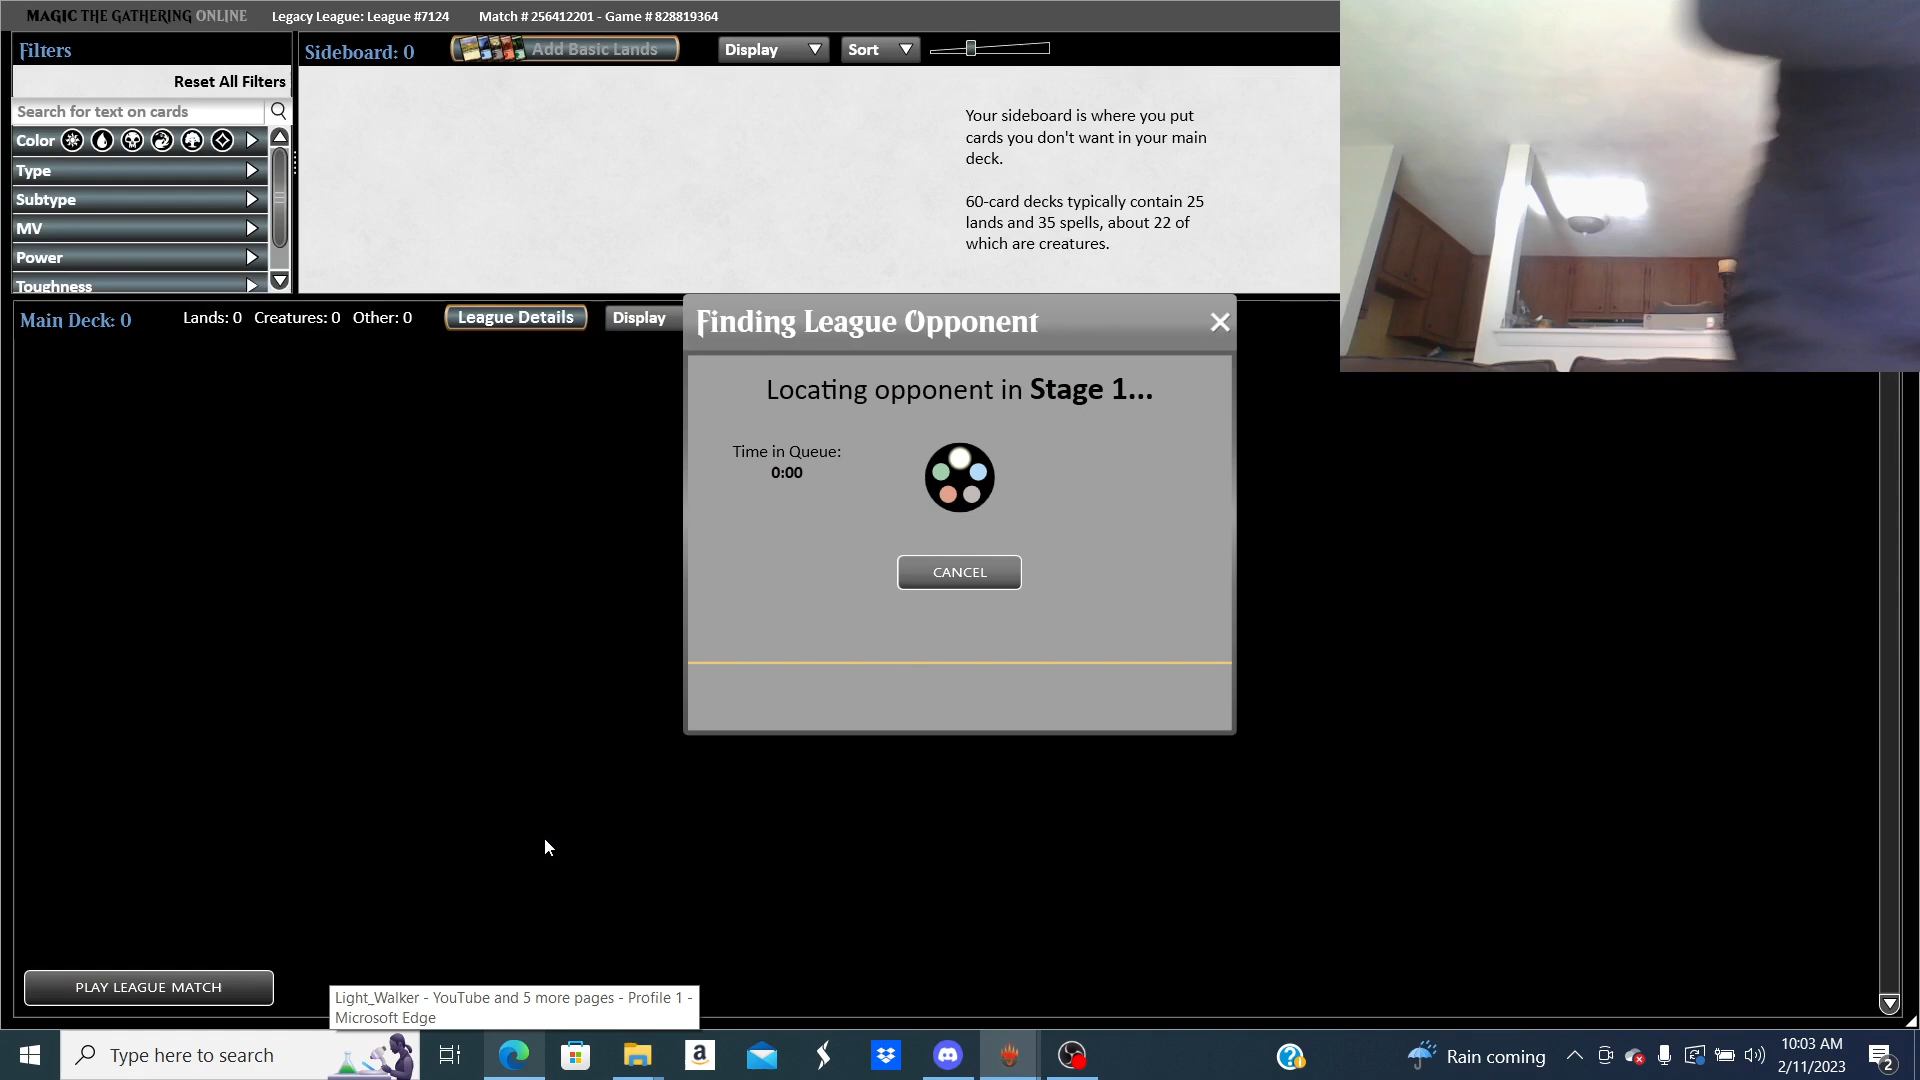 MAGIC THE GATHERING ONLINE
Legacy League: League #7124
Match # 256412201 - Game # 828819364
Filters
Sideboard: 0
Add Basic Lands
Display
Sort
Reset All Filters
Search for text on cards
Color
Type
Subtype
MV
Power
Toughness
Your sideboard is where you put
cards you don't want in your main
deck.
60-card decks typically contain 25
lands and 35 spells, about 22 of
which are creatures.
Main Deck: 0
Lands: 0 Creatures: 0 Other: 0
League Details
Display
Finding League Opponent
Locating opponent in Stage 1...
Time in Queue:
0:00
CANCEL
PLAY LEAGUE MATCH
Light_Walker - YouTube and 5 more pages - Profile 1 -
Microsoft Edge
Type here to search
Rain coming
10:03 AM
2/11/2023
2